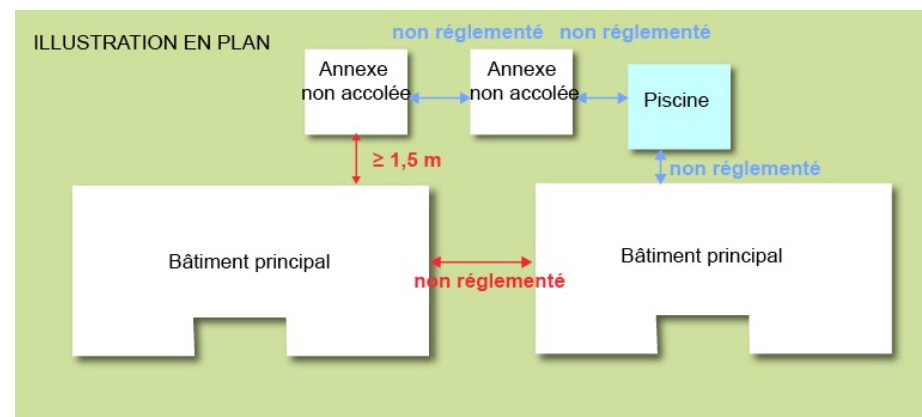 non réglementé non réglementé
ILLUSTRATION EN PLAN
Annexe
non accolée
Annexe
non accolée
Piscine
≥ 1,5 m
non réglementé
Bâtiment principal
Bâtiment principal
non réglementé